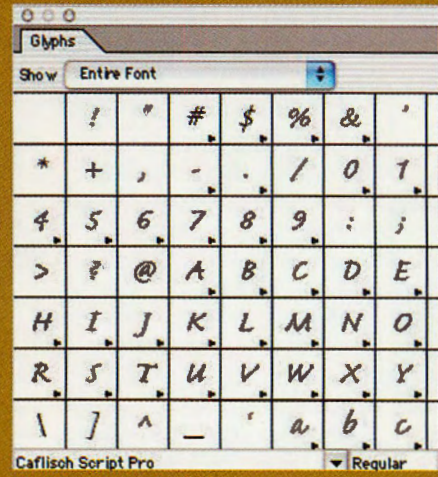 Glyphs
Show Entire Font
! " # $ % & '
* + , - . / 0 1
4 5 6 7 8 9 : ;
> ? @ A B C D E
H I J K L M N O
R S T U V W X Y
\ ] ^ _ ‘ a b c
Caflisch Script Pro Regular